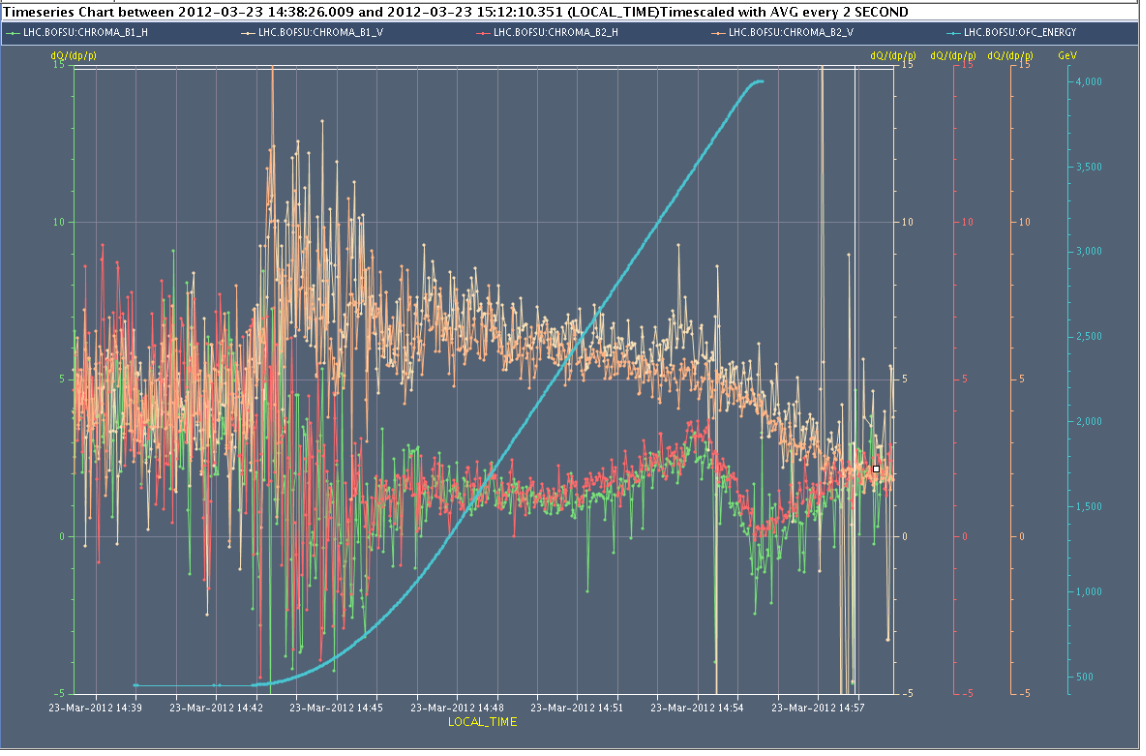 Timeseries Chart between 2012-03-23 14:38:26.009 and 2012-03-23 15:12:10.351 (LOCAL_TIME)Timescaled with AVG every 2 SECOND
LHC.BOFSU:CHROMA_B1_H LHC.BOFSU:CHROMA_B1_V LHC.BOFSU:CHROMA_B2_H LHC.BOFSU:CHROMA_B2_V LHC.BOFSU:OFC_ENERGY
dQ/(dp/p) dQ/(dp/p) dQ/(dp/p) dQ/(dp/p) GeV
15 15 15 15
4,000
3,500
10 10 10 10
3,000
2,500
5 5 5 5
2,000
1,500
0 0 0 0
1,000
500
-5 -5 -5 -5
23-Mar-2012 14:39 23-Mar-2012 14:42 23-Mar-2012 14:45 23-Mar-2012 14:48 23-Mar-2012 14:51 23-Mar-2012 14:54 23-Mar-2012 14:57
LOCAL_TIME